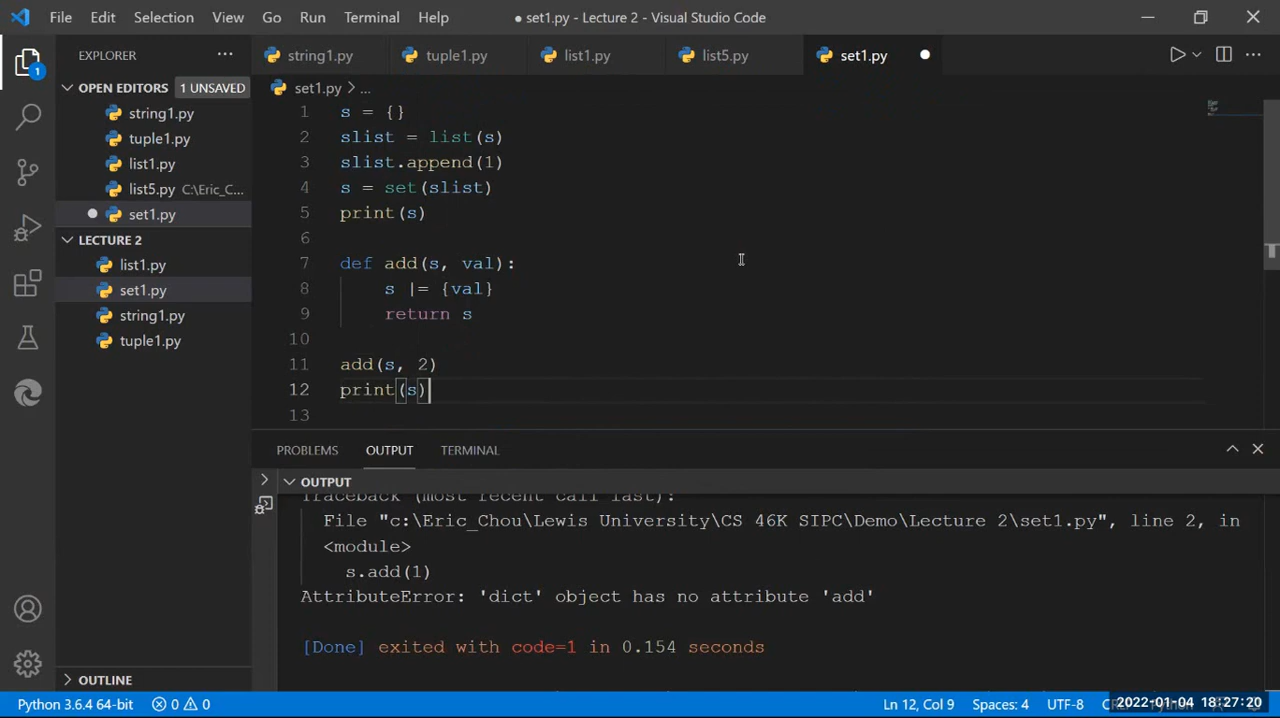 File Edit Selection View Go Run Terminal Help
● set1.py - Lecture 2 - Visual Studio Code
EXPLORER
string1.py tuple1.py list1.py list5.py set1.py
1
OPEN EDITORS 1 UNSAVED
string1.py
tuple1.py
list1.py
list5.py C:\Eric_C...
set1.py
LECTURE 2
list1.py
set1.py
string1.py
tuple1.py
OUTLINE
set1.py > ...
1 s = {}
2 slist = list(s)
3 slist.append(1)
4 s = set(slist)
5 print(s)
6
7 def add(s, val):
8 s |= {val}
9 return s
10
11 add(s, 2)
12 print(s)
13
PROBLEMS OUTPUT TERMINAL
OUTPUT
Traceback (most recent call last):
File "c:\Eric_Chou\Lewis University\CS 46K SIPC\Demo\Lecture 2\set1.py", line 2, in
<module>
s.add(1)
AttributeError: 'dict' object has no attribute 'add'
[Done] exited with code=1 in 0.154 seconds
Python 3.6.4 64-bit 0 0 Ln 12, Col 9 Spaces: 4 UTF-8 2022-01-04 18:27:20